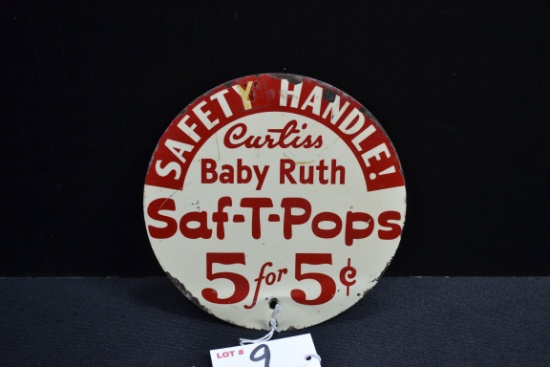 SAFETY HANDLE!
Curtiss
Baby Ruth
Saf-T-Pops
5 for 5¢
LOT # 9